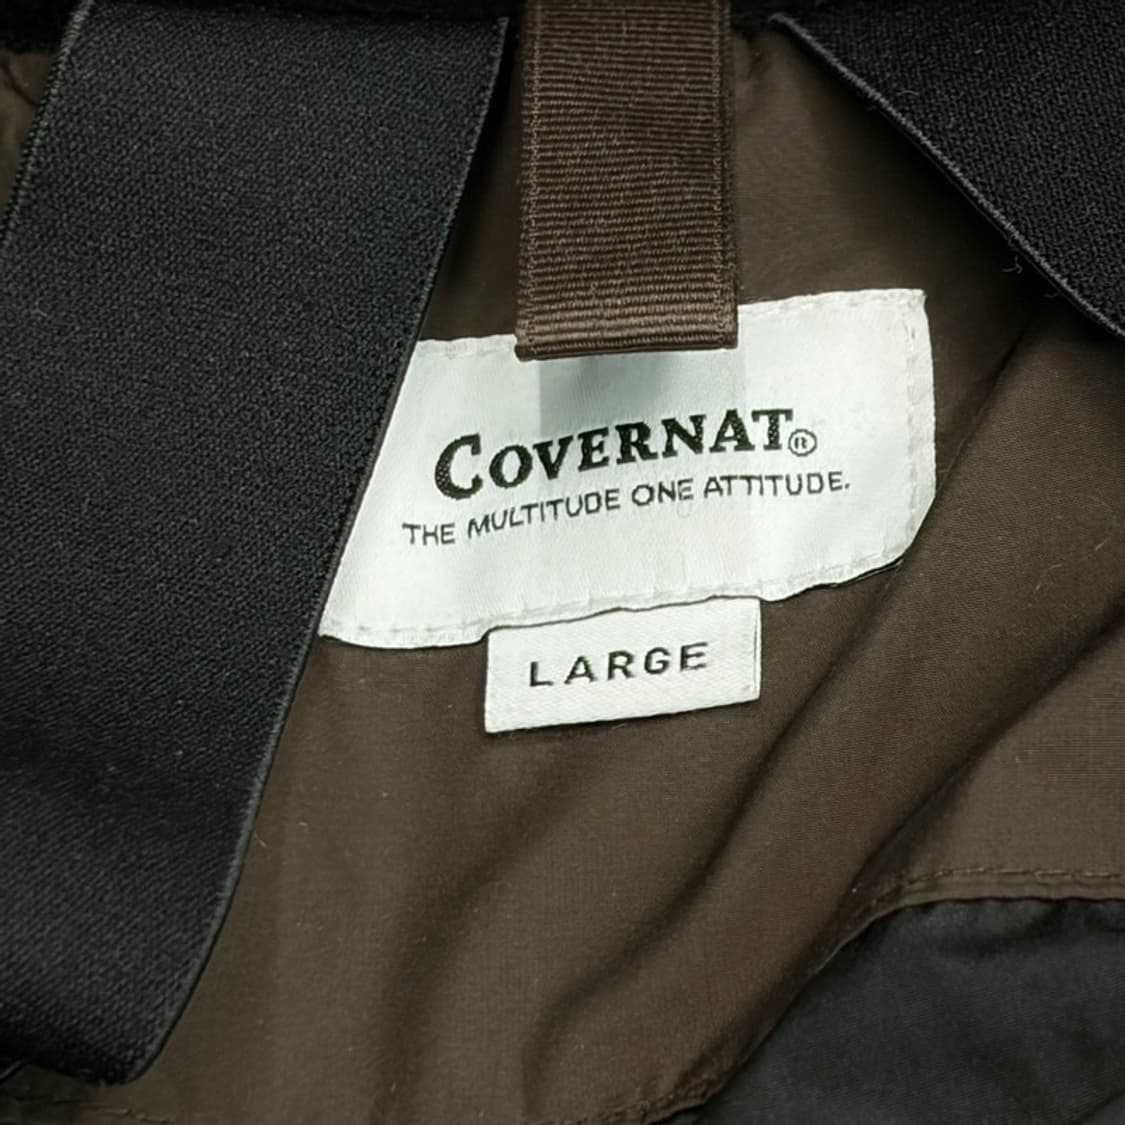 COVERNAT®
THE MULTITUDE ONE ATTITUDE.
LARGE